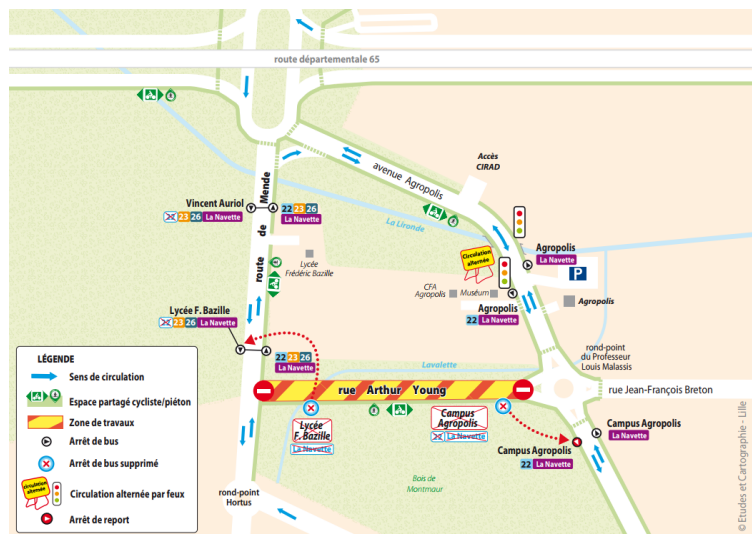 route départementale 65
Accès
CIRAD
avenue Agropolis
Mende
de
route
Vincent Auriol
22 23 26 La Navette
22 23 26
La Navette
La Lironde
Agropolis
La Navette
P
Circulation
alternée
Lycée
Frédéric Bazille
CFA
Agropolis
Muséum
Agropolis
Agropolis
22 La Navette
Lycée F. Bazille
22 23 26 La Navette
22 23 26
La Navette
rond-point
du Professeur
Louis Malassis
Lavalette
rue Arthur Young
rue Jean-François Breton
Lycée
F. Bazille
22 La Navette
Campus
Agropolis
22 La Navette
Campus Agropolis
La Navette
Campus Agropolis
22 La Navette
Bois de
Montmaur
rond-point
Hortus
LÉGENDE
Sens de circulation
Espace partagé cycliste/piéton
Zone de travaux
Arrêt de bus
Arrêt de bus supprimé
Circulation
alternée
Circulation alternée par feux
Arrêt de report
© Etudes et Cartographie - Lille